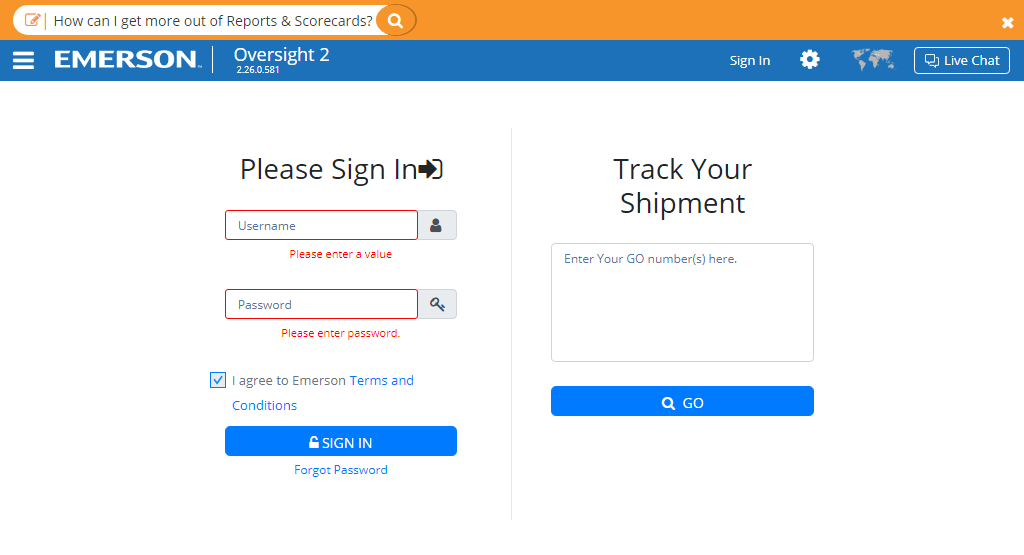 How can I get more out of Reports & Scorecards?
EMERSON™
Oversight 2
2.26.0.581
Sign In
Live Chat
Please Sign In
Username
Please enter a value
Password
Please enter password.
I agree to Emerson Terms and
Conditions
SIGN IN
Forgot Password
Track Your
Shipment
Enter Your GO number(s) here.
GO